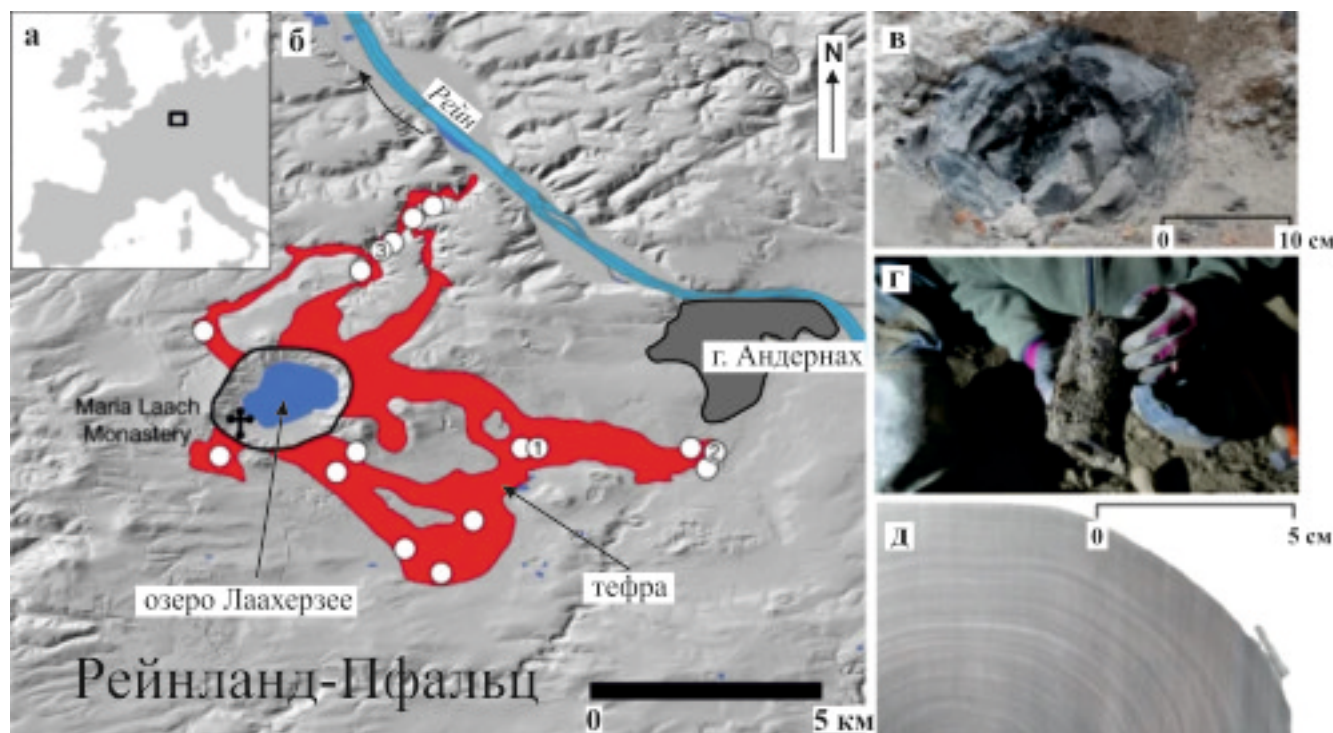 а
б
N
Рейн
3
г. Андернах
Maria Laach
Monastery
1
2
озеро Лаахерзее
тефра
Рейнланд-Пфальц
0
5 км
в
0
10 см
г
д
0
5 см